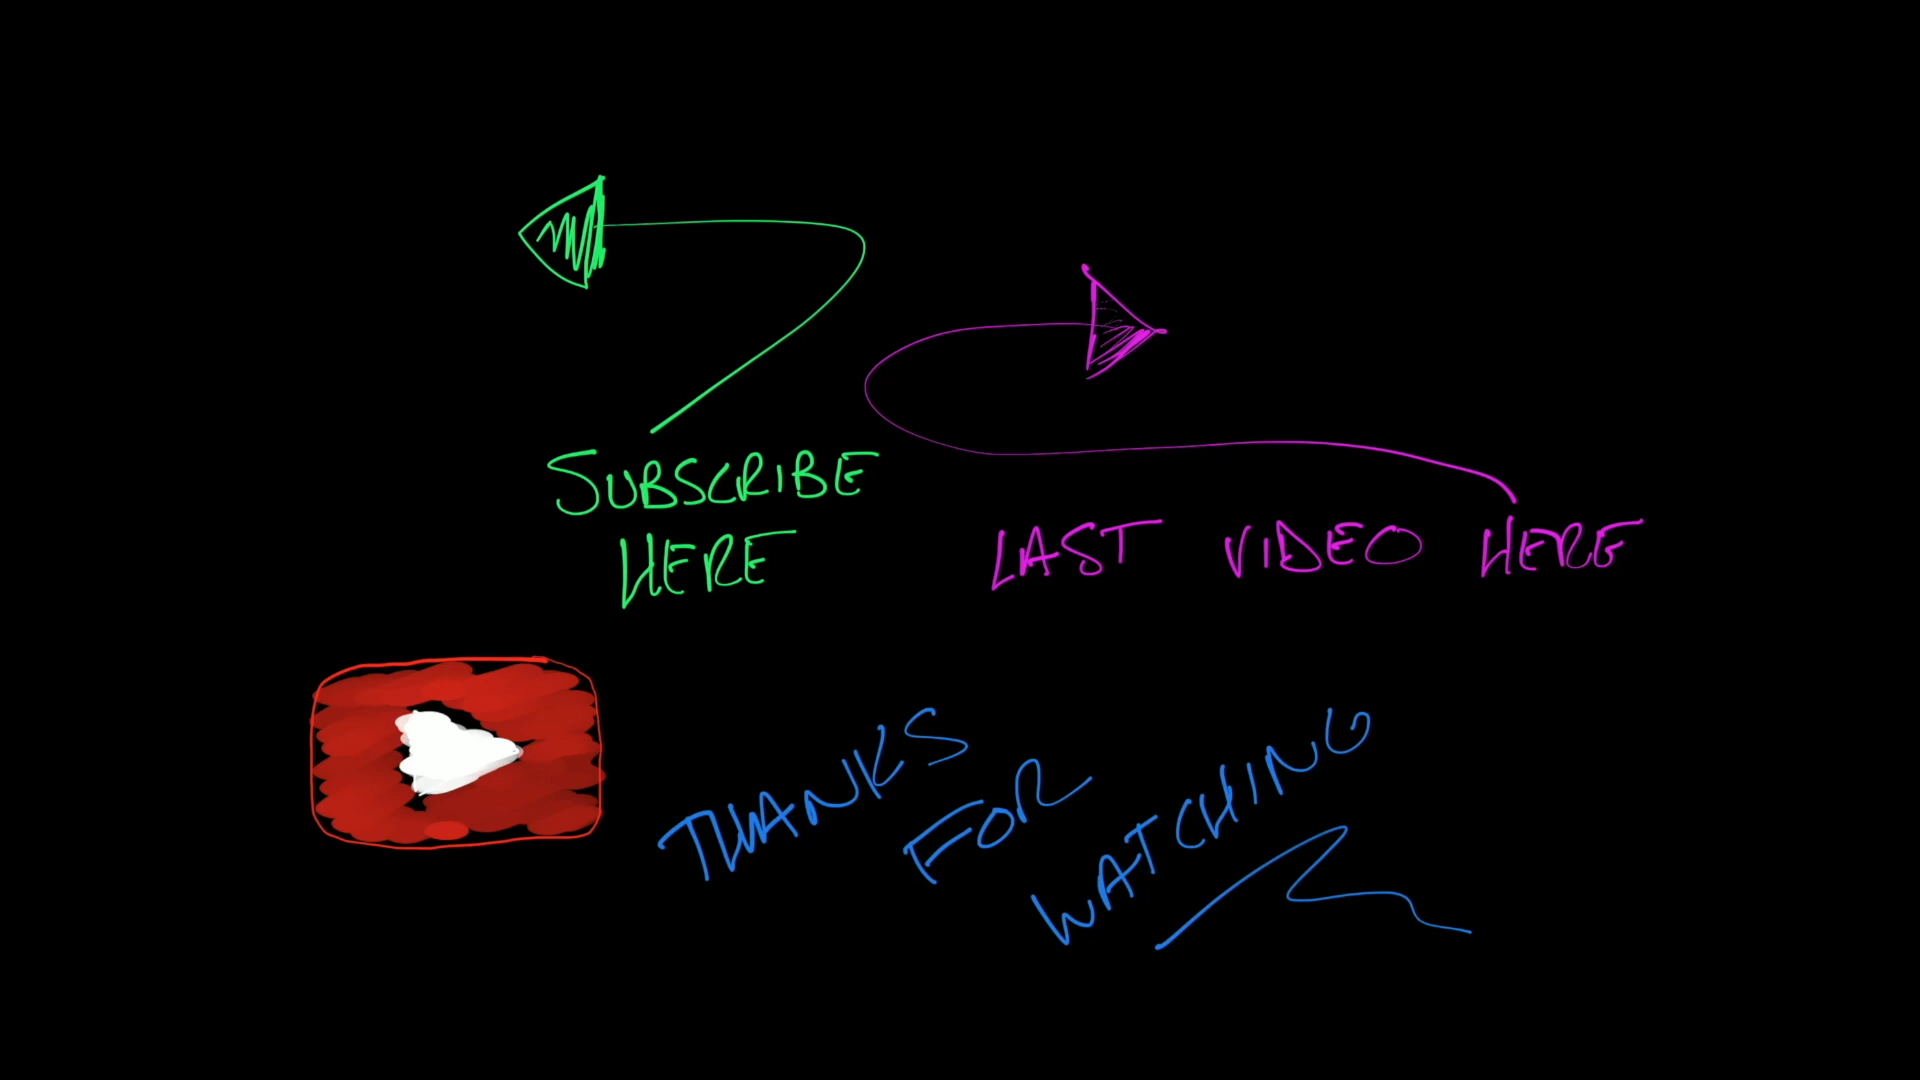 SUBSCRIBE
HERE
LAST VIDEO HERE
THANKS
FOR
WATCHING